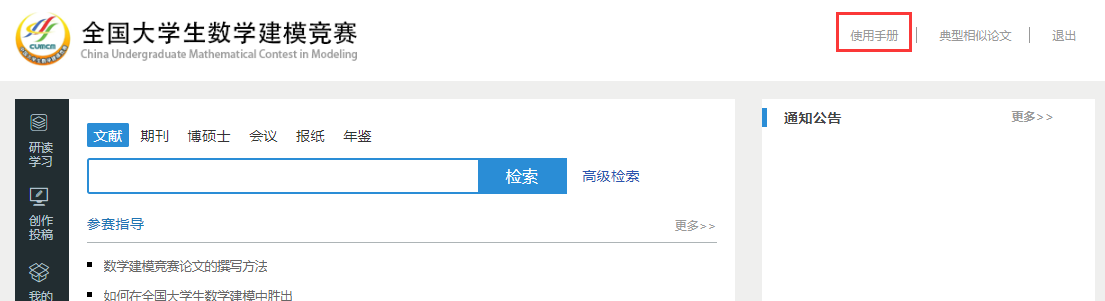 CUMCM
全国大学生数学建模竞赛
China Undergraduate Mathematical Contest in Modeling
使用手册
典型相似论文
退出
研读
学习
创作
投稿
我的
文献 期刊 博硕士 会议 报纸 年鉴
检索
高级检索
参赛指导
更多>>
数学建模竞赛论文的撰写方法
如何在全国大学生数学建模中胜出
通知公告
更多>>